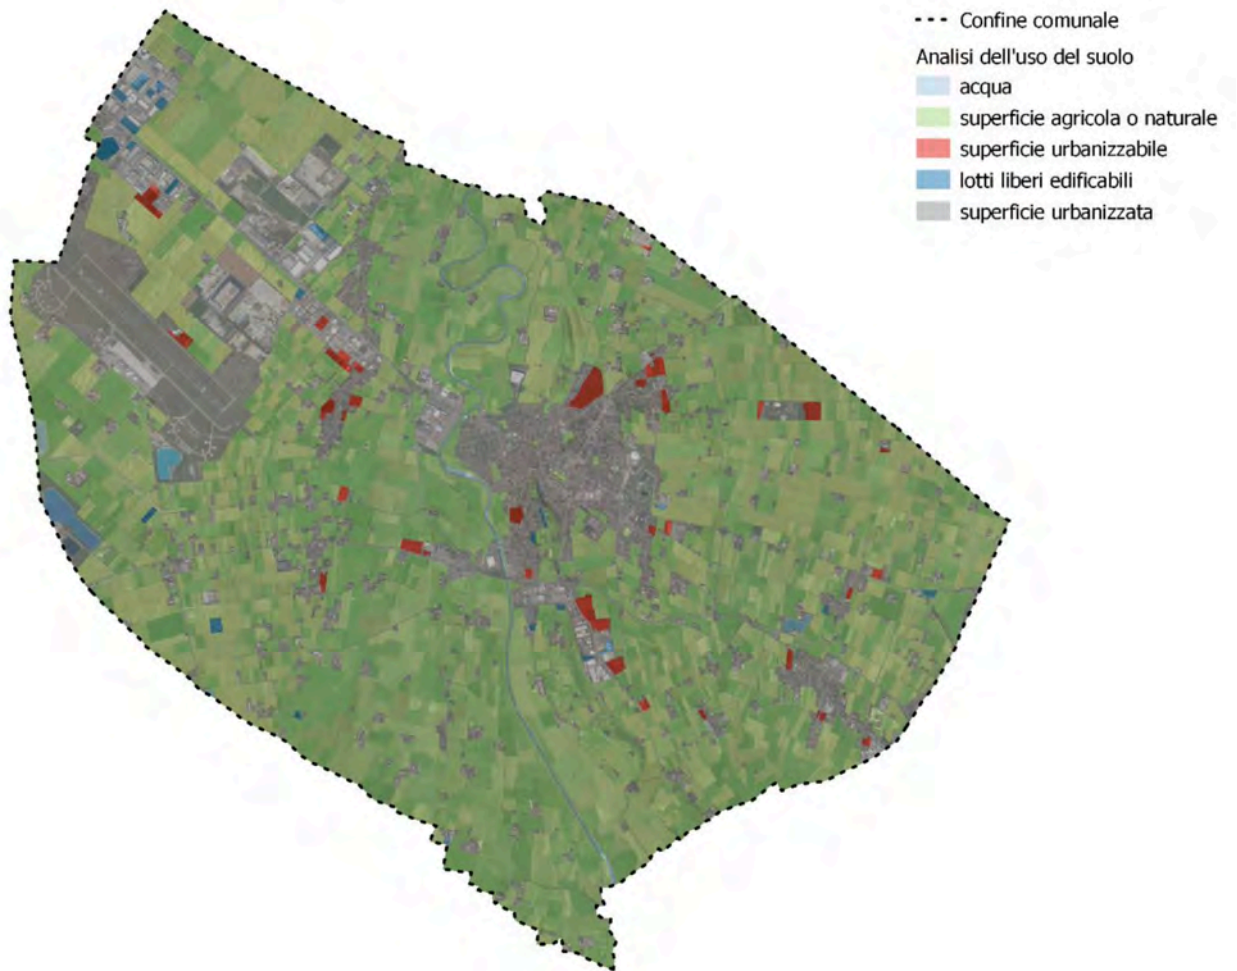 Confine comunale
Analisi dell'uso del suolo
acqua
superficie agricola o naturale
superficie urbanizzabile
lotti liberi edificabili
superficie urbanizzata